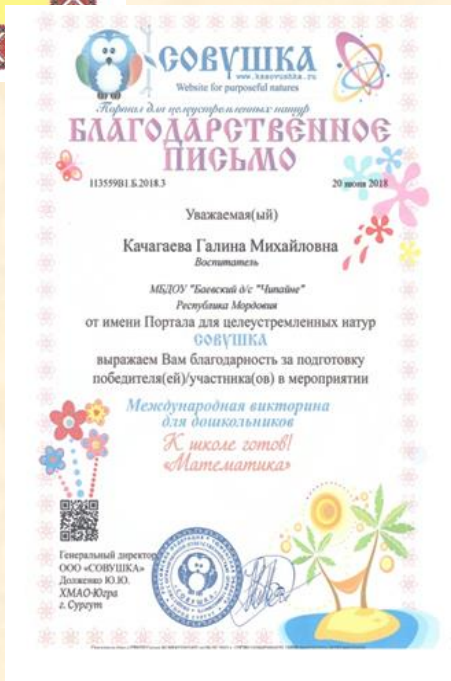 СОВУШКА
www.kssovushka.ru
Website for purposeful natures
Портал для целеустремленных натур
БЛАГОДАРСТВЕННОЕ
ПИСЬМО
113559В1.Б.2018.3 20 июня 2018
Уважаемая(ый)
Качагаева Галина Михайловна
Воспитатель
МБДОУ "Баевский д/с "Чипайне"
Республика Мордовия
от имени Портала для целеустремленных натур
СОВУШКА
выражаем Вам благодарность за подготовку
победителя(ей)/участника(ов) в мероприятии
Международная викторина
для дошкольников
К школе готов!
«Математика»
Генеральный директор
ООО «СОВУШКА»
Долженко Ю.Ю.
ХМАО-Югра
г. Сургут
СОВУШКА